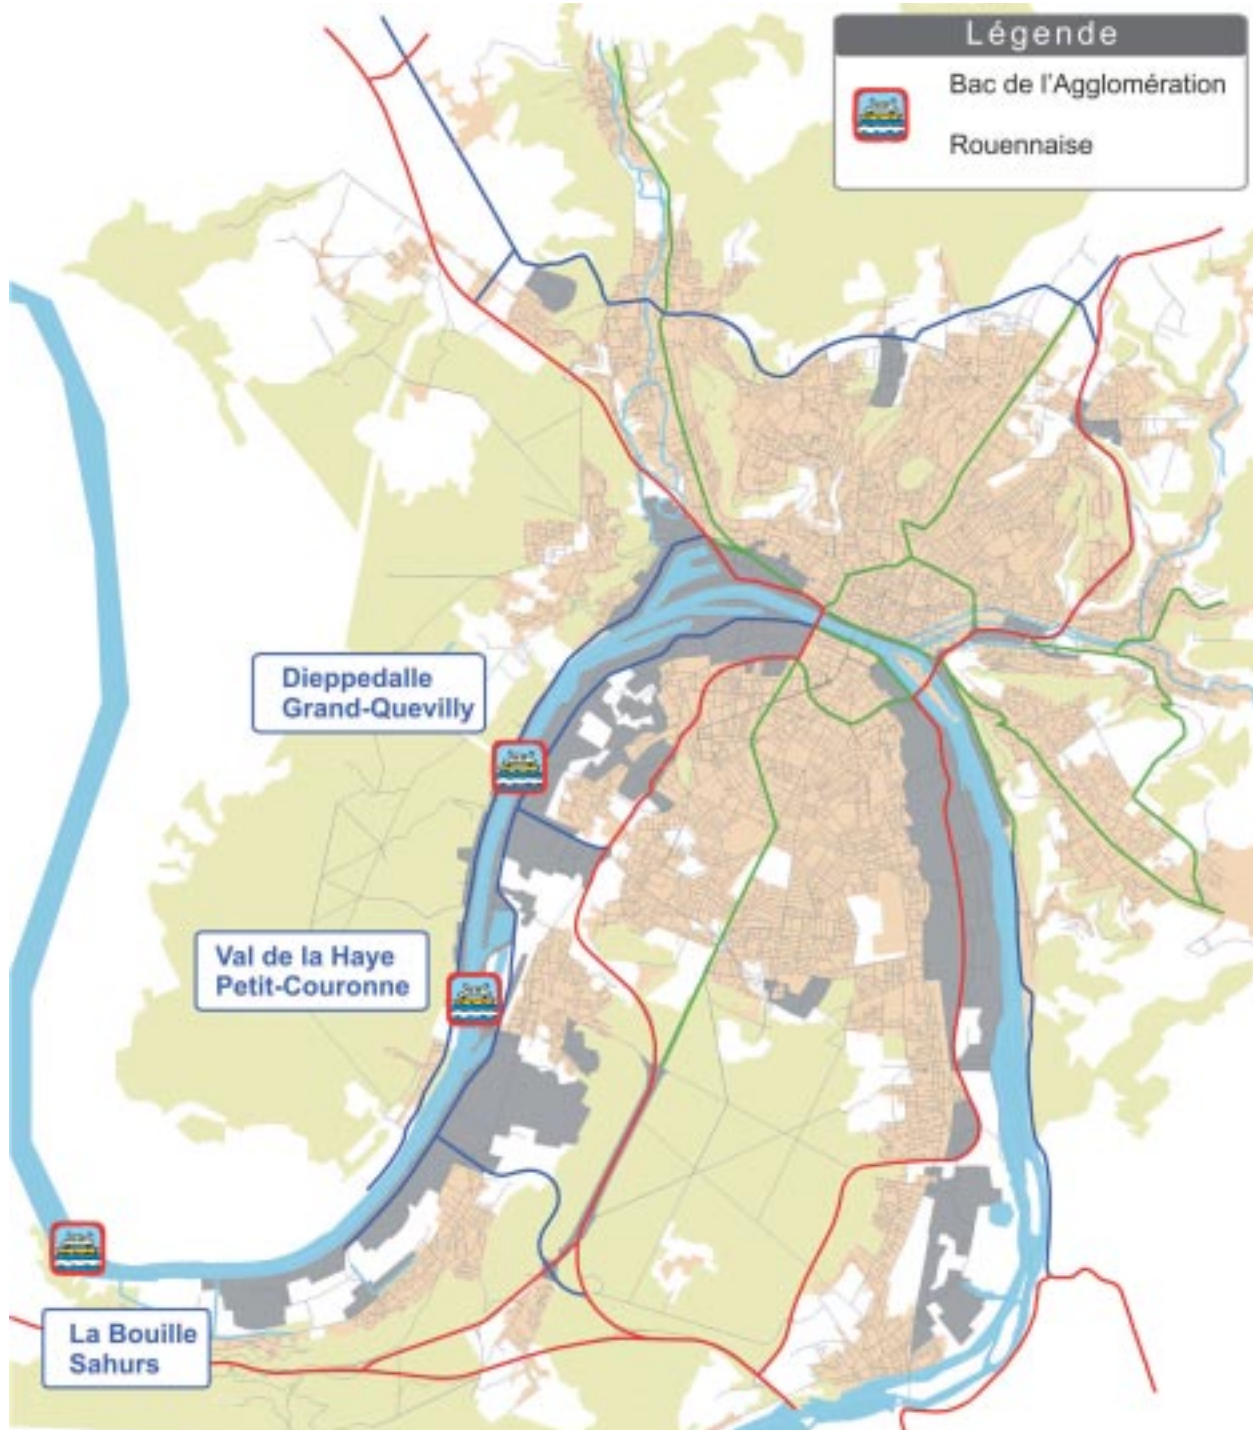 Légende
Bac de l'Agglomération
Rouennaise
Dieppedalle
Grand-Quevilly
Val de la Haye
Petit-Couronne
La Bouille
Sahurs